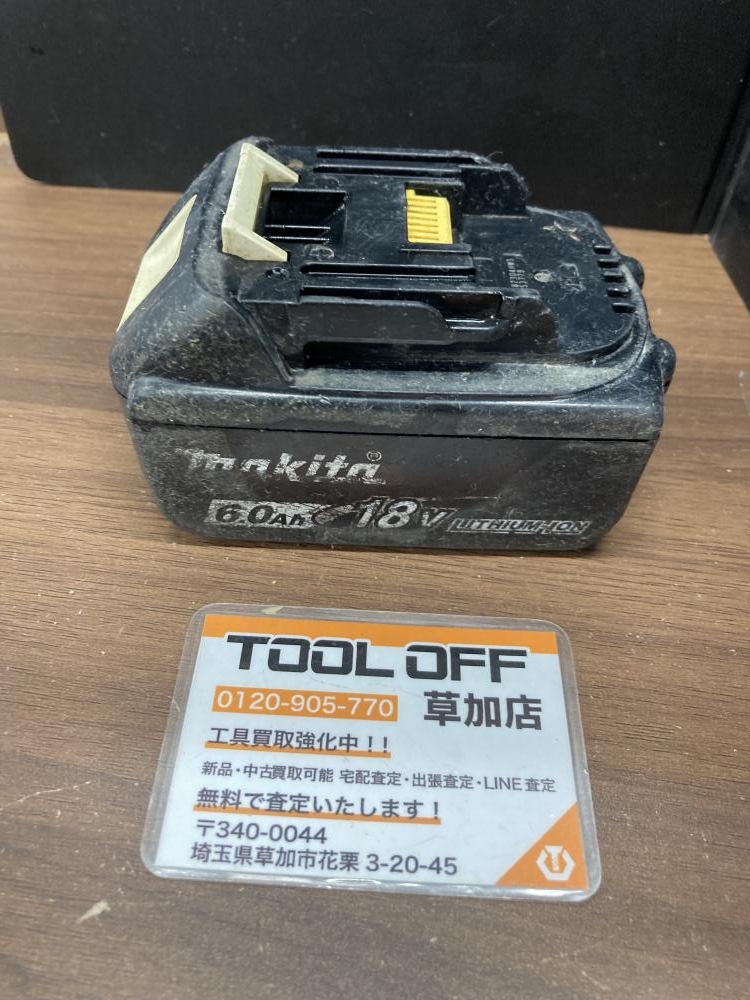 makita®
6.0Ah 18V LITHIUM-ION
TOOL OFF
0120-905-770 草加店
工具買取強化中!!
新品・中古買取可能 宅配査定・出張査定・LINE査定
無料で査定いたします!
〒340-0044
埼玉県草加市花栗 3-20-45